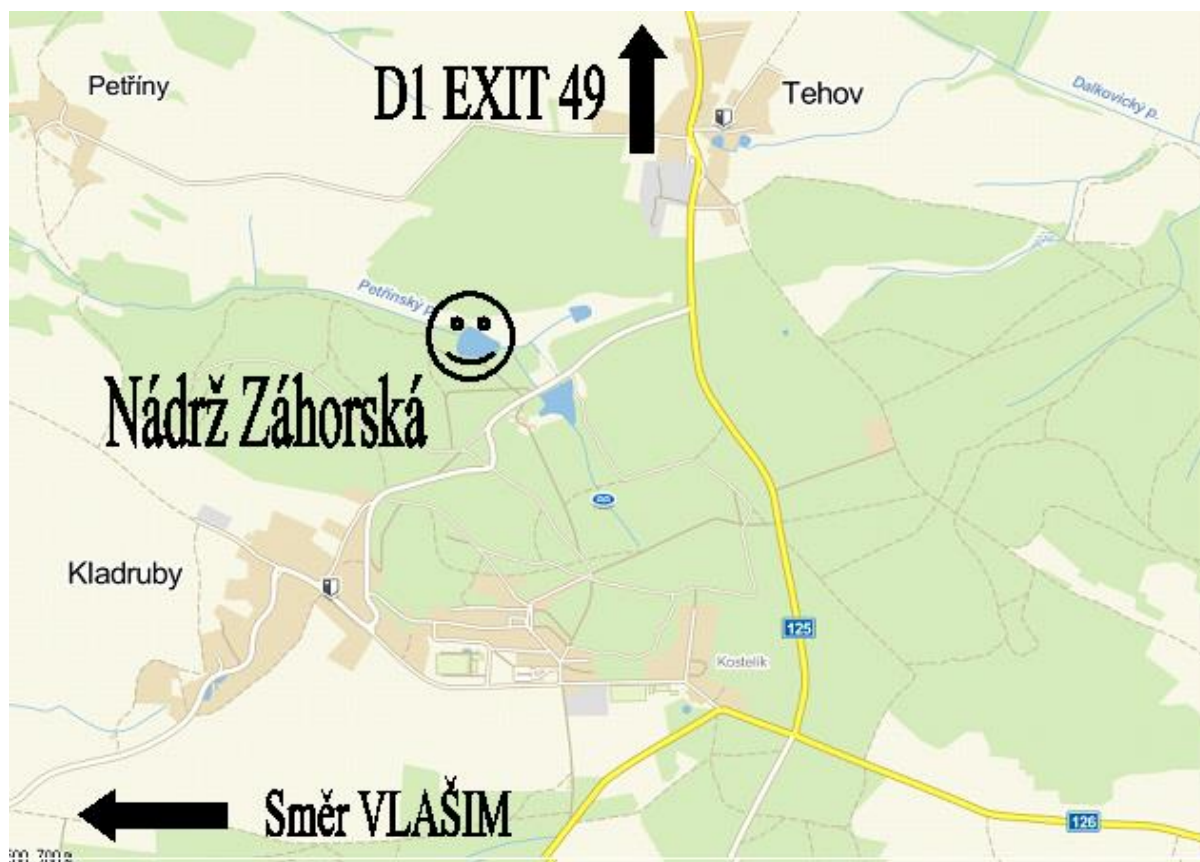 Petříny
D1 EXIT 49
Tehov
Dalkovický p.
Petřínský p.
Nádrž Záhorská
Kladruby
125
Kostelík
Směr VLAŠIM
126